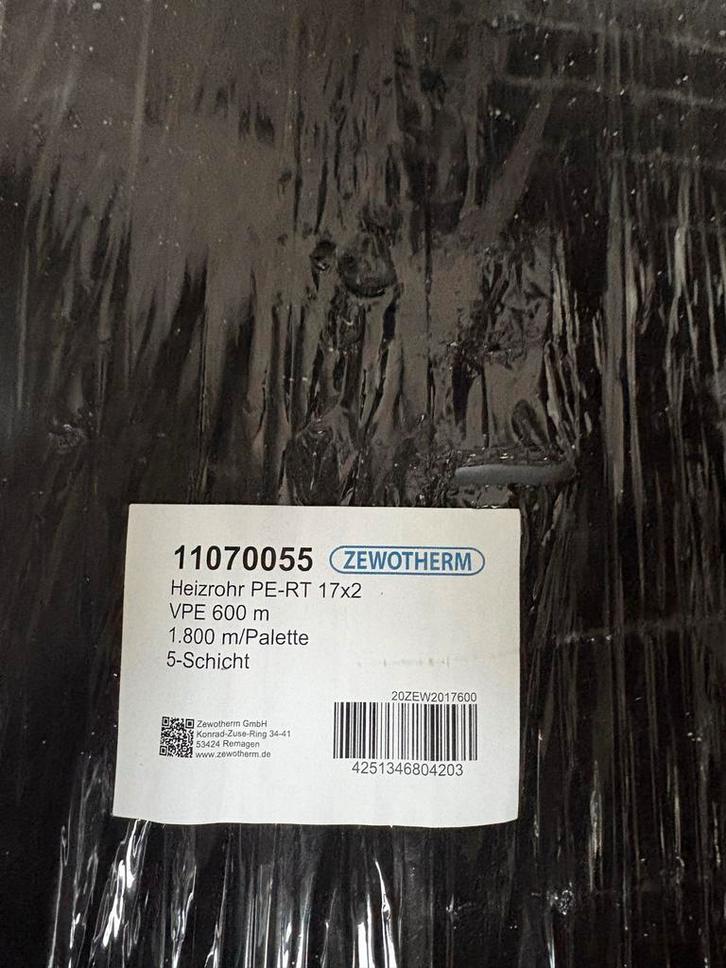 11070055 ZEWOTHERM
Heizrohr PE-RT 17x2
VPE 600 m
1.800 m/Palette
5-Schicht
20ZEW2017600
Zewotherm GmbH
Konrad-Zuse-Ring 34-41
53424 Remagen
www.zewotherm.de
4251346804203